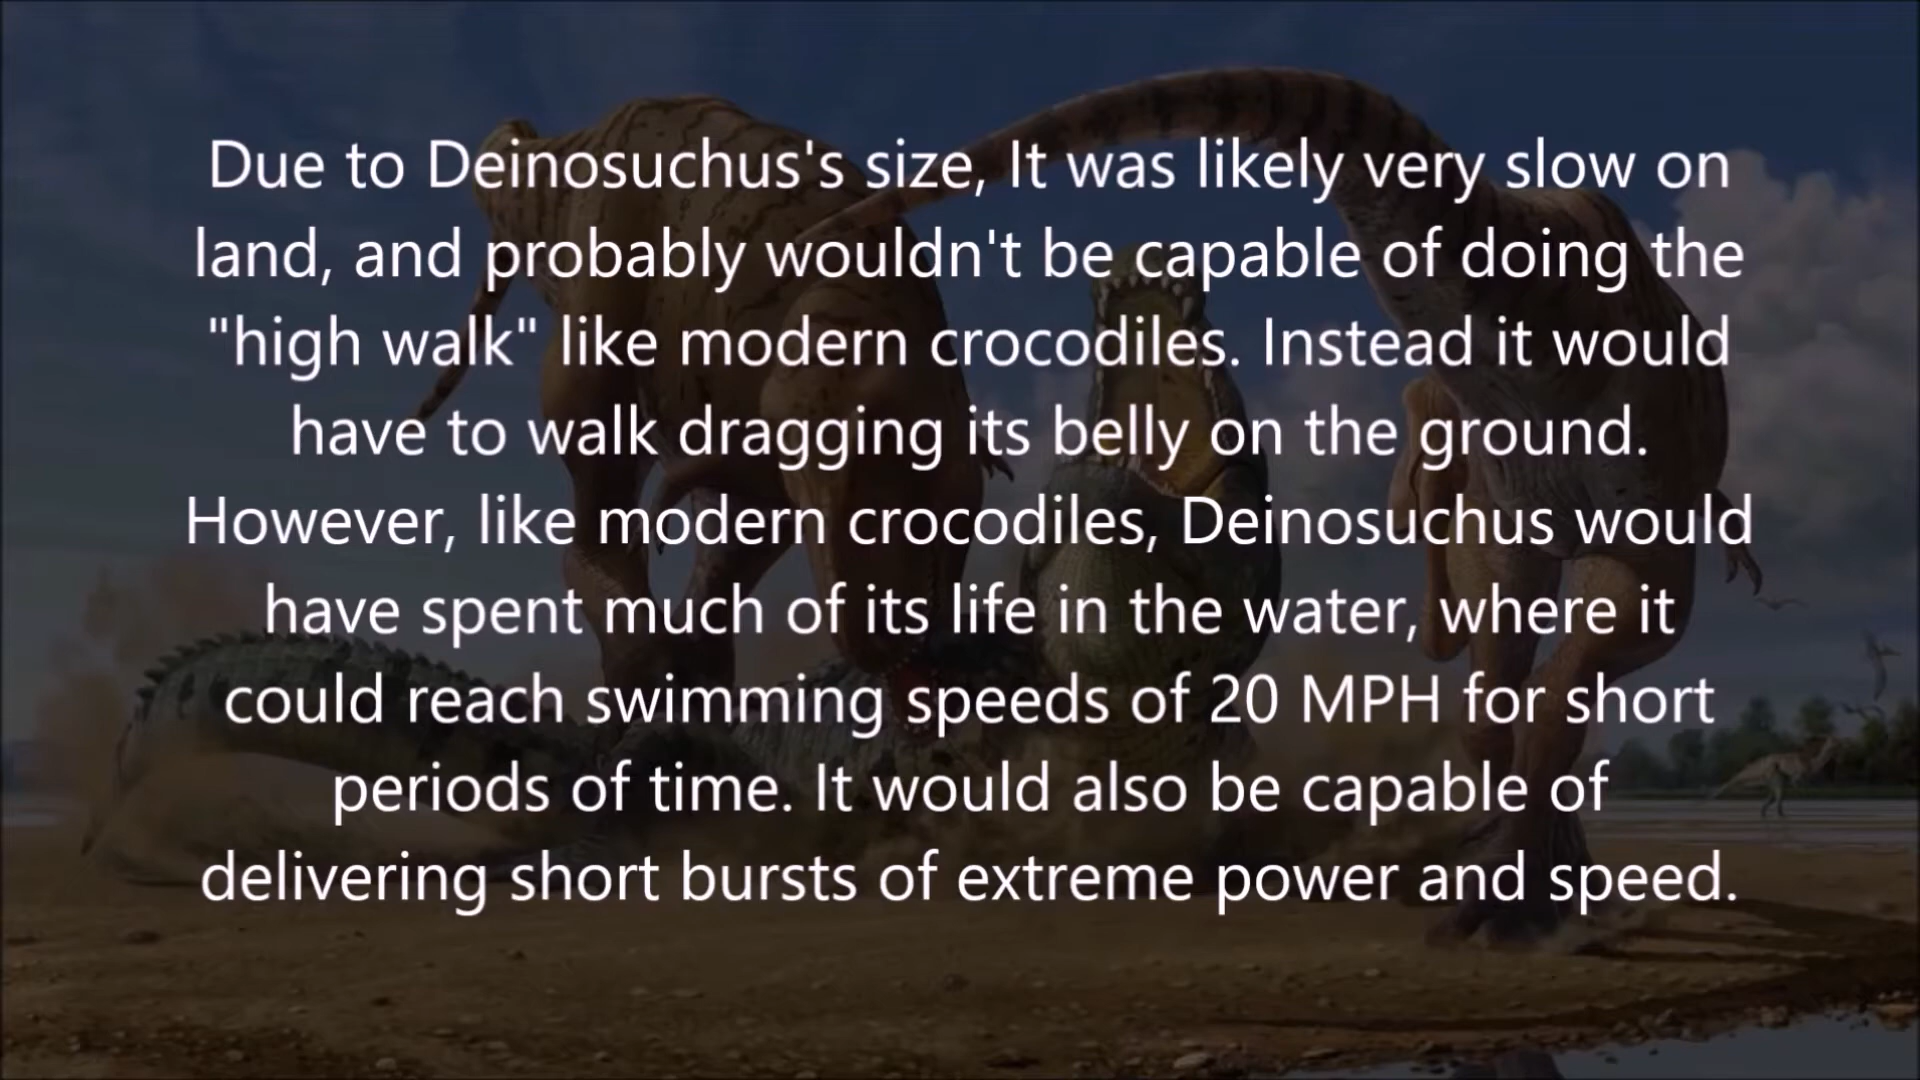 Due to Deinosuchus's size, It was likely very slow on
land, and probably wouldn't be capable of doing the
"high walk" like modern crocodiles. Instead it would
have to walk dragging its belly on the ground.
However, like modern crocodiles, Deinosuchus would
have spent much of its life in the water, where it
could reach swimming speeds of 20 MPH for short
periods of time. It would also be capable of
delivering short bursts of extreme power and speed.